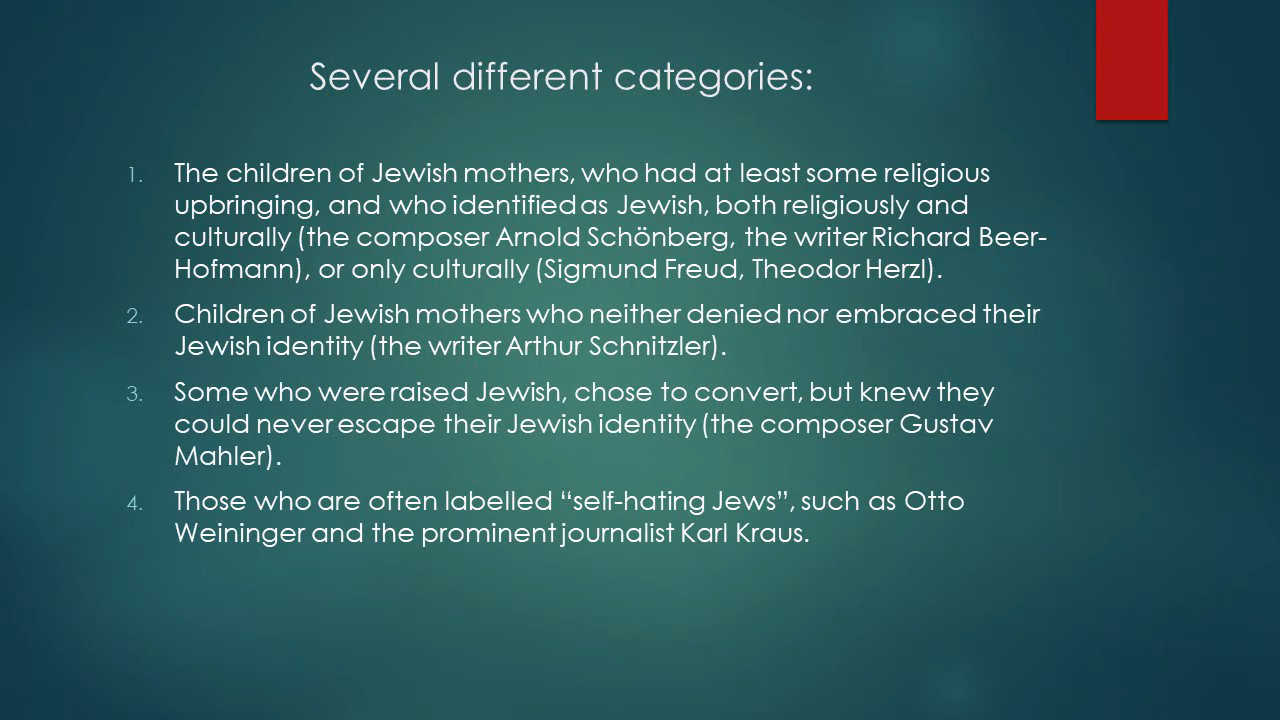 Several different categories:
1. The children of Jewish mothers, who had at least some religious
upbringing, and who identified as Jewish, both religiously and
culturally (the composer Arnold Schönberg, the writer Richard Beer-
Hofmann), or only culturally (Sigmund Freud, Theodor Herzl).
2. Children of Jewish mothers who neither denied nor embraced their
Jewish identity (the writer Arthur Schnitzler).
3. Some who were raised Jewish, chose to convert, but knew they
could never escape their Jewish identity (the composer Gustav
Mahler).
4. Those who are often labelled “self-hating Jews”, such as Otto
Weininger and the prominent journalist Karl Kraus.